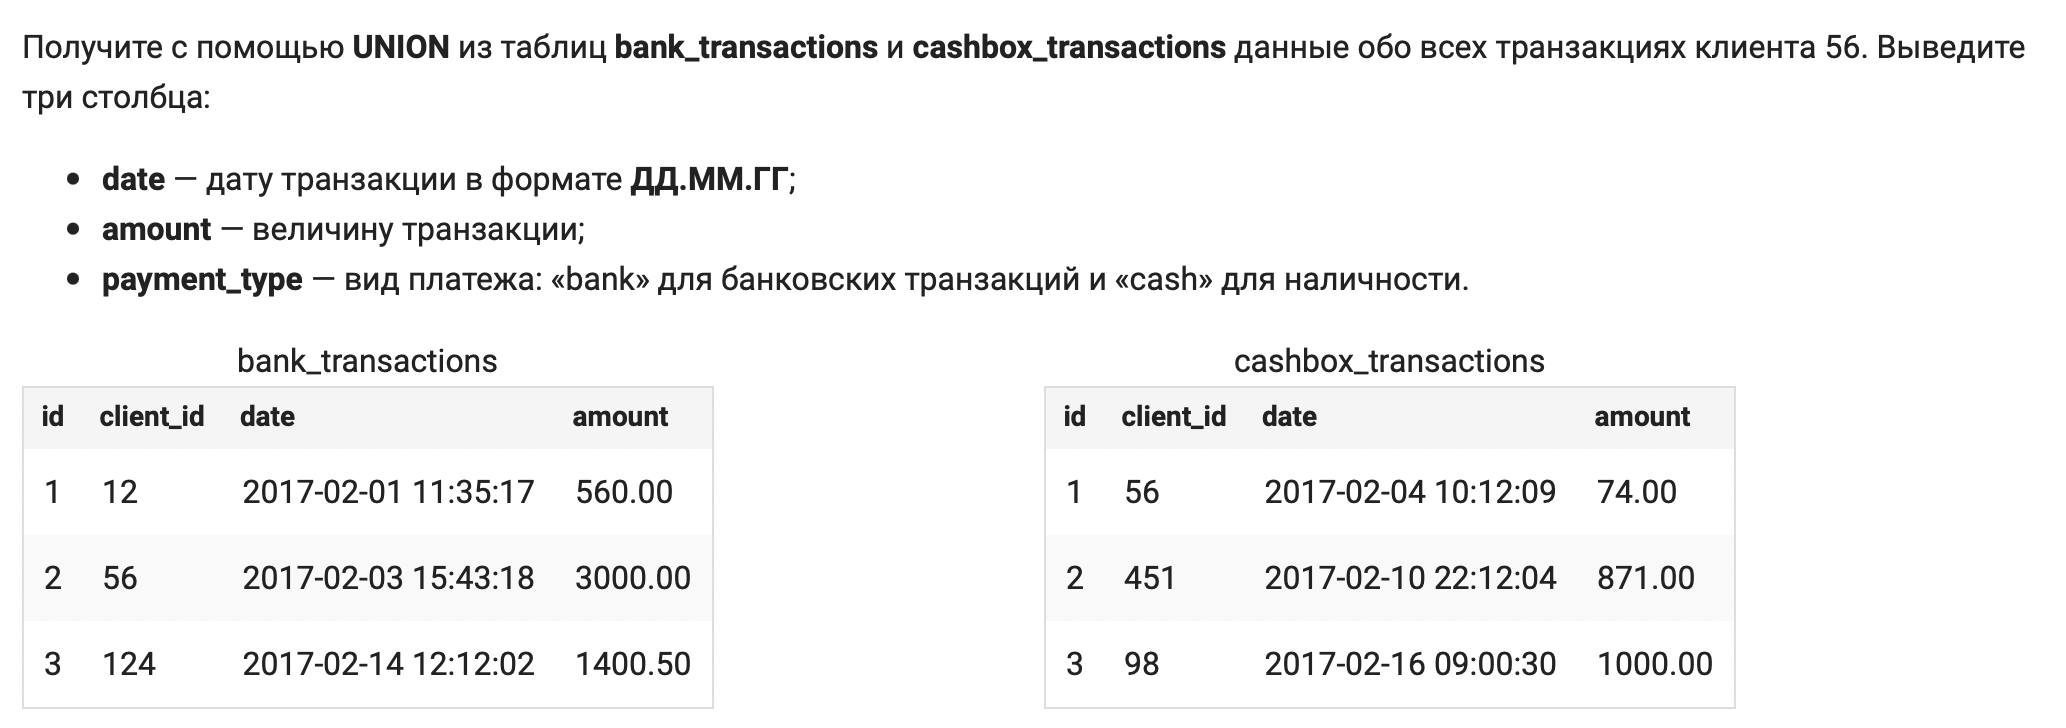 Получите с помощью UNION из таблиц bank_transactions и cashbox_transactions данные обо всех транзакциях клиента 56. Выведите
три столбца:
• date — дату транзакции в формате ДД.ММ.ГГ;
• amount — величину транзакции;
• payment_type — вид платежа: «bank» для банковских транзакций и «cash» для наличности.
bank_transactions
id client_id date amount
1 12 2017-02-01 11:35:17 560.00
2 56 2017-02-03 15:43:18 3000.00
3 124 2017-02-14 12:12:02 1400.50
cashbox_transactions
id client_id date amount
1 56 2017-02-04 10:12:09 74.00
2 451 2017-02-10 22:12:04 871.00
3 98 2017-02-16 09:00:30 1000.00